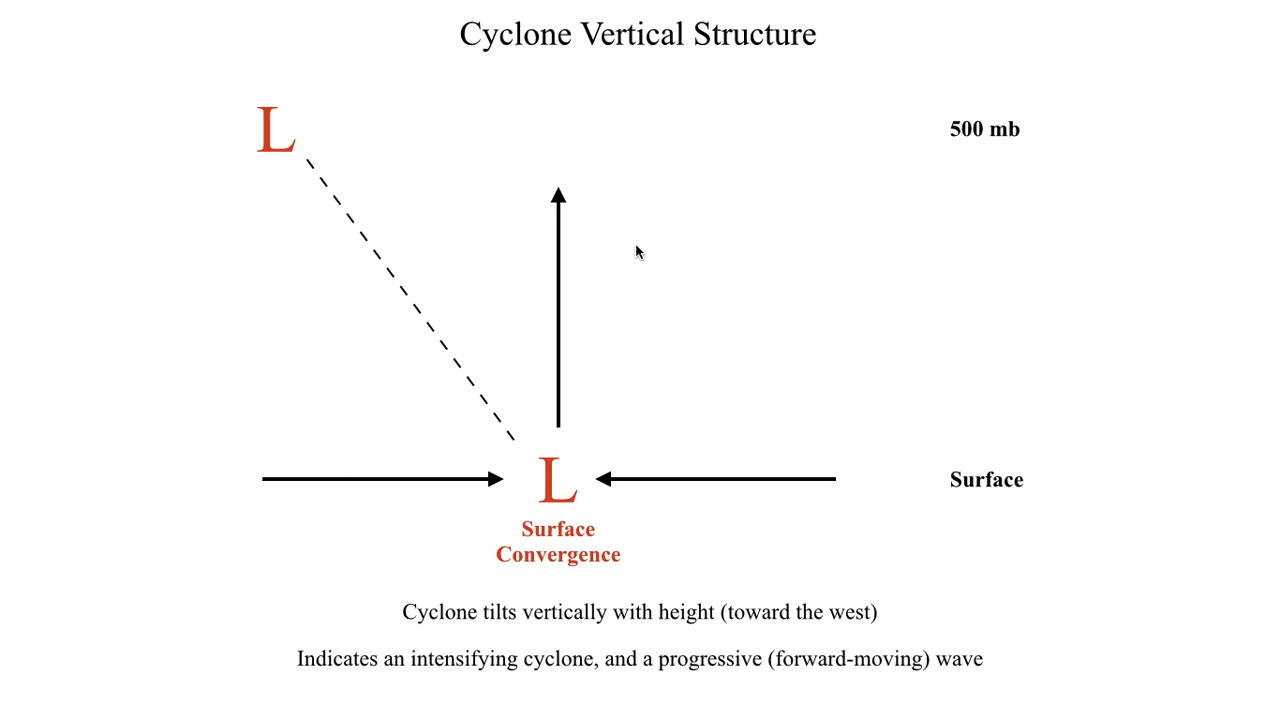 Cyclone Vertical Structure
L
500 mb
L
Surface
Surface
Convergence
Cyclone tilts vertically with height (toward the west)
Indicates an intensifying cyclone, and a progressive (forward-moving) wave